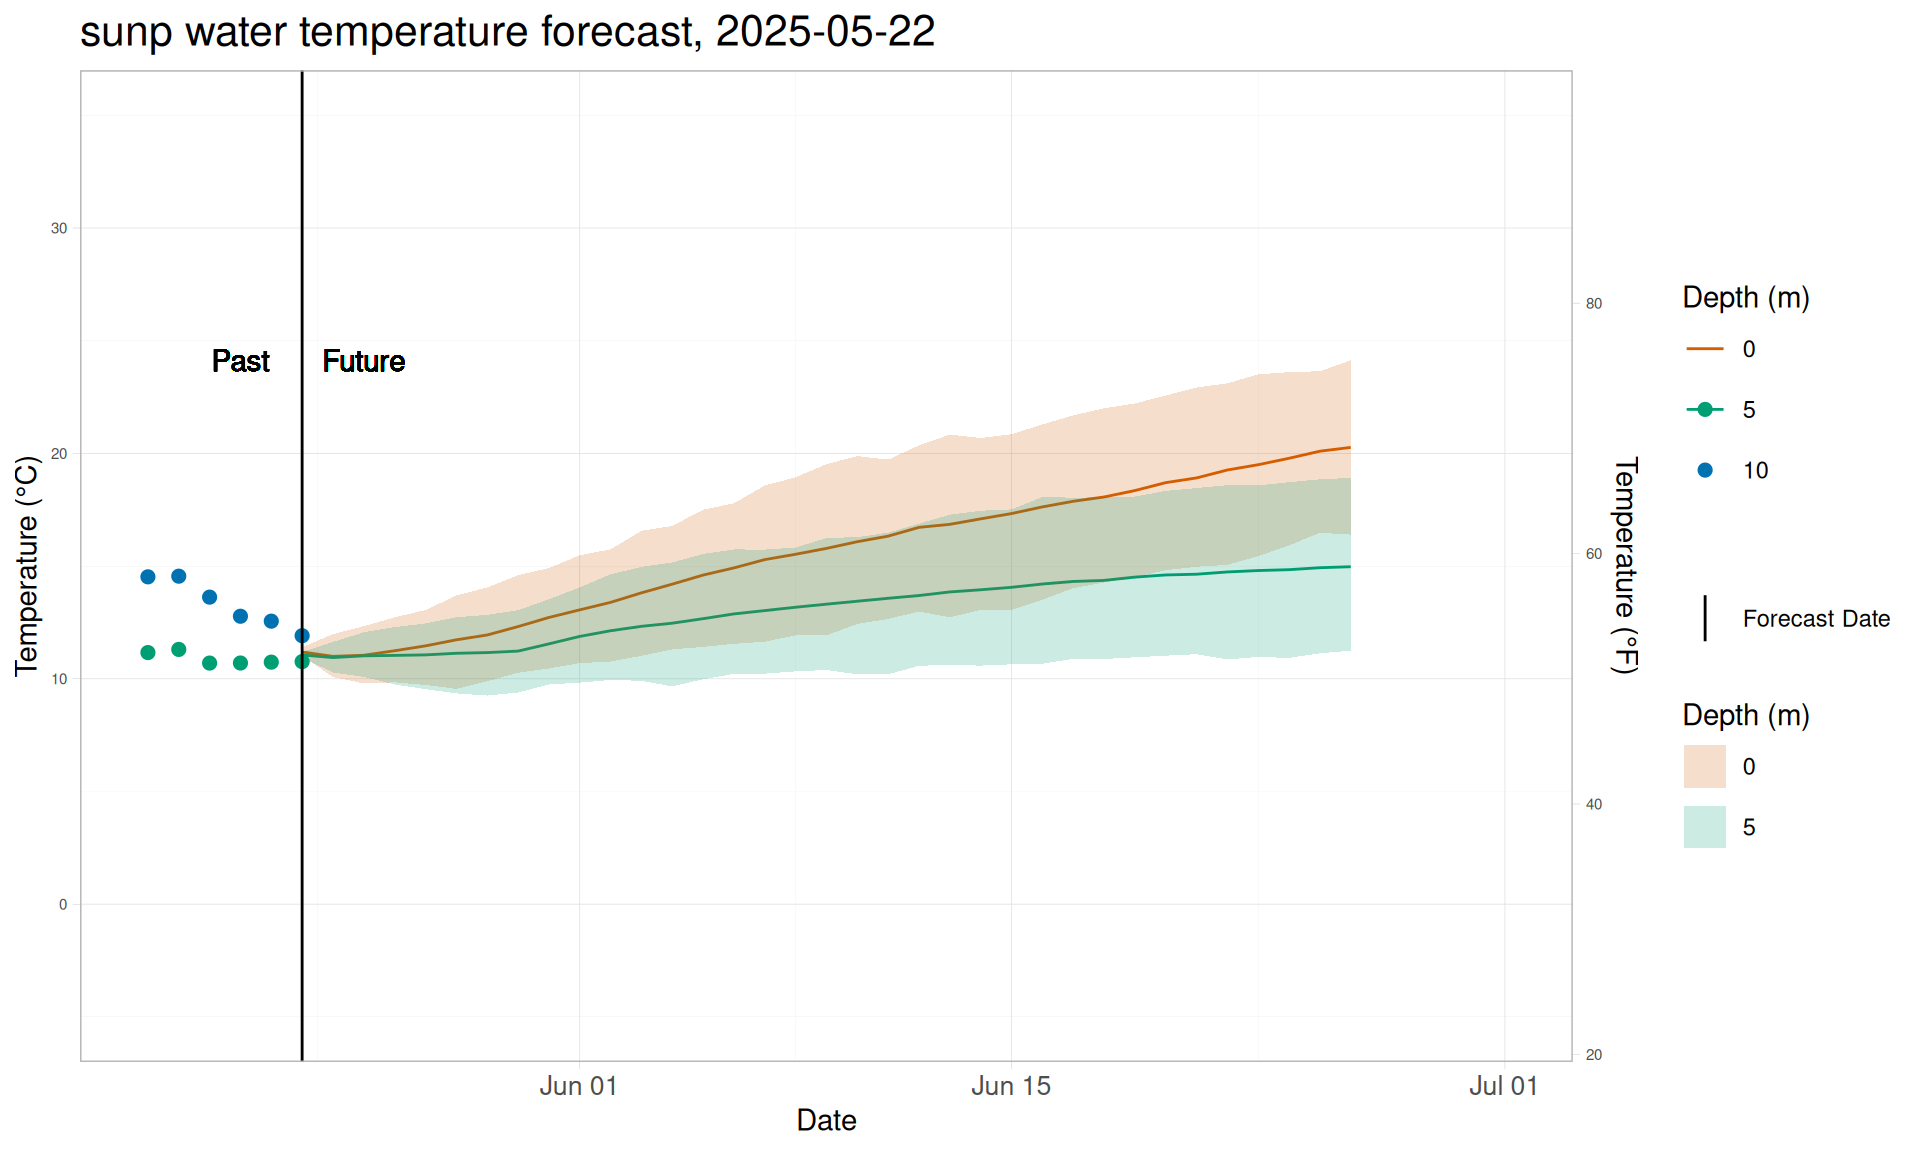 sunp water temperature forecast, 2025-05-22
Temperature (°C)
30
20
10
0
Past
Future
Jun 01
Jun 15
Jul 01
Date
80
60
40
20
Temperature (°F)
Depth (m)
0
5
10
Forecast Date
Depth (m)
0
5